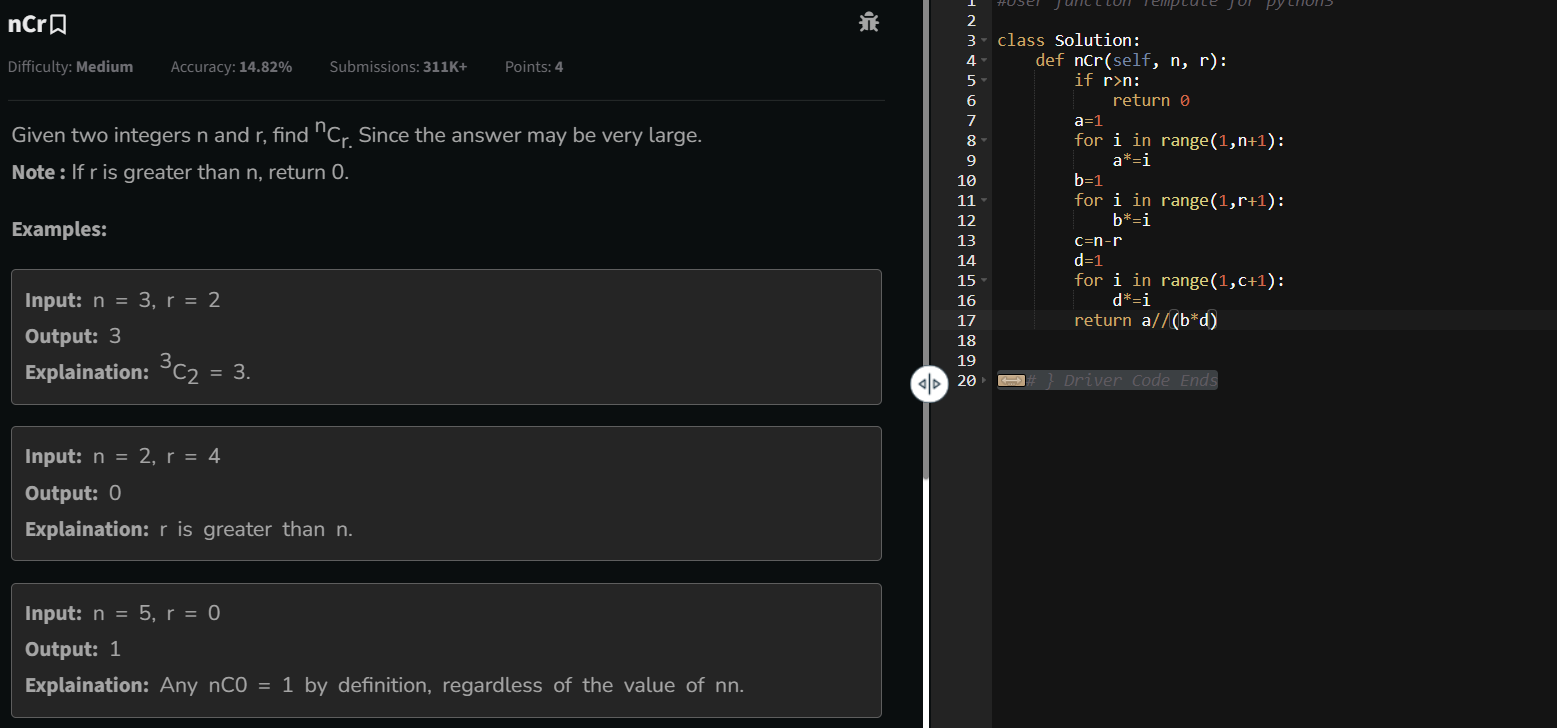 nCr
Difficulty: Medium Accuracy: 14.82% Submissions: 311K+ Points: 4
Given two integers n and r, find ⁿCᵣ. Since the answer may be very large.
Note : If r is greater than n, return 0.
Examples:
Input: n = 3, r = 2
Output: 3
Explaination: ³C₂ = 3.
Input: n = 2, r = 4
Output: 0
Explaination: r is greater than n.
Input: n = 5, r = 0
Output: 1
Explaination: Any nC0 = 1 by definition, regardless of the value of nn.
1 #User function Template for python3
2
3 class Solution:
4     def nCr(self, n, r):
5         if r>n:
6             return 0
7         a=1
8         for i in range(1,n+1):
9             a*=i
10         b=1
11         for i in range(1,r+1):
12             b*=i
13         c=n-r
14         d=1
15         for i in range(1,c+1):
16             d*=i
17         return a//(b*d)
18
19
20 # } Driver Code Ends